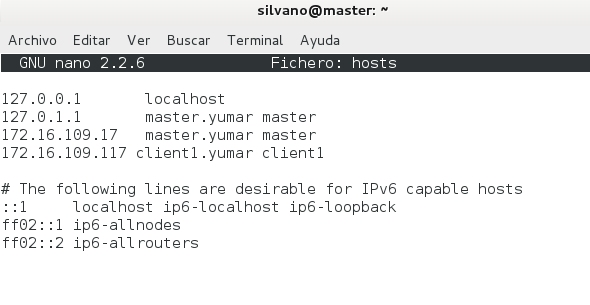 silvano@master: ~
Archivo Editar Ver Buscar Terminal Ayuda
GNU nano 2.2.6 Fichero: hosts
127.0.0.1 localhost
127.0.1.1 master.yumar master
172.16.109.17 master.yumar master
172.16.109.117 client1.yumar client1
# The following lines are desirable for IPv6 capable hosts
::1 localhost ip6-localhost ip6-loopback
ff02::1 ip6-allnodes
ff02::2 ip6-allrouters